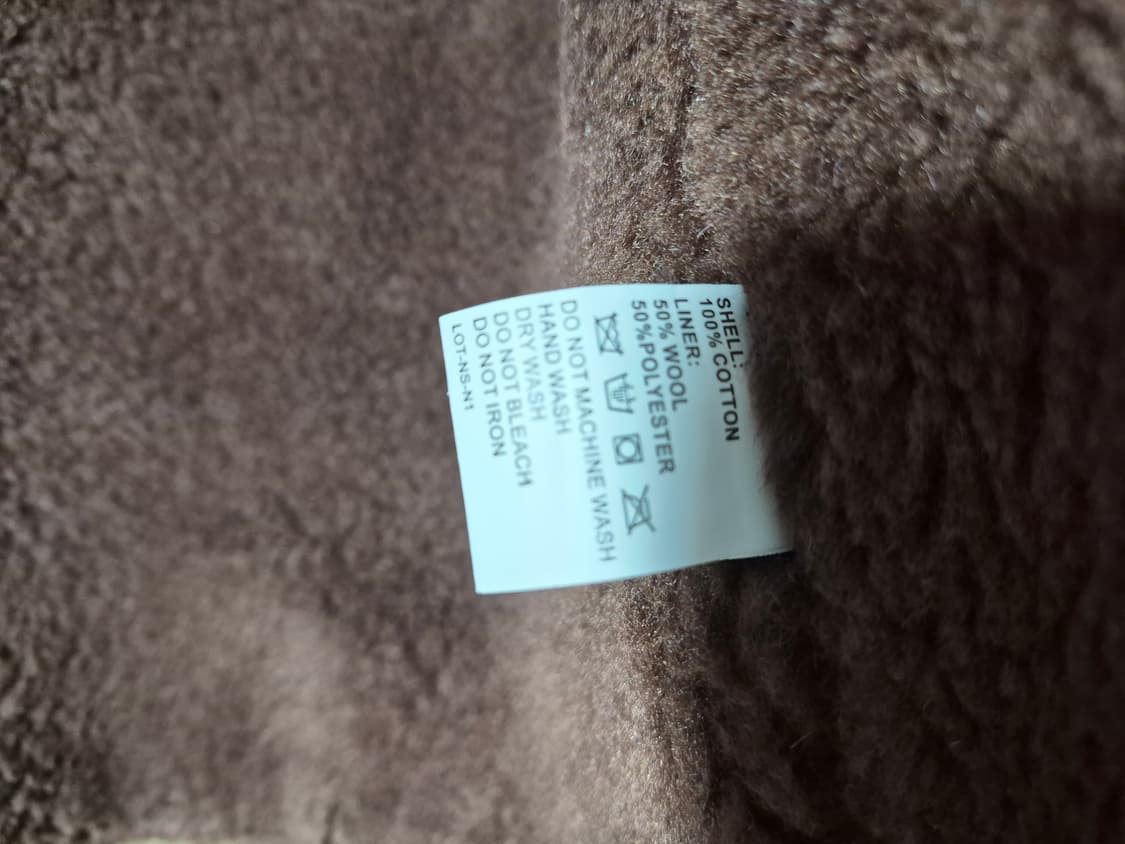 SHELL:
100% COTTON
LINER:
50% WOOL
50%POLYESTER
DO NOT MACHINE WASH
HAND WASH
DRY WASH
DO NOT BLEACH
DO NOT IRON
LOT-NS-N1